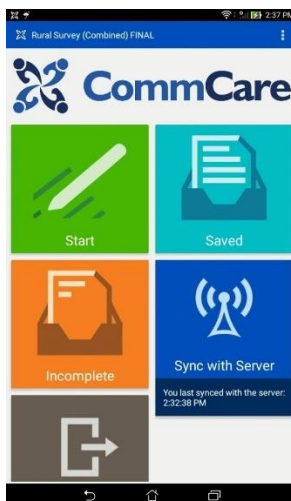 2:37 PM
Rural Survey (Combined) FINAL
CommCare
Start
Saved
Incomplete
Sync with Server
You last synced with the server:
2:32:38 PM